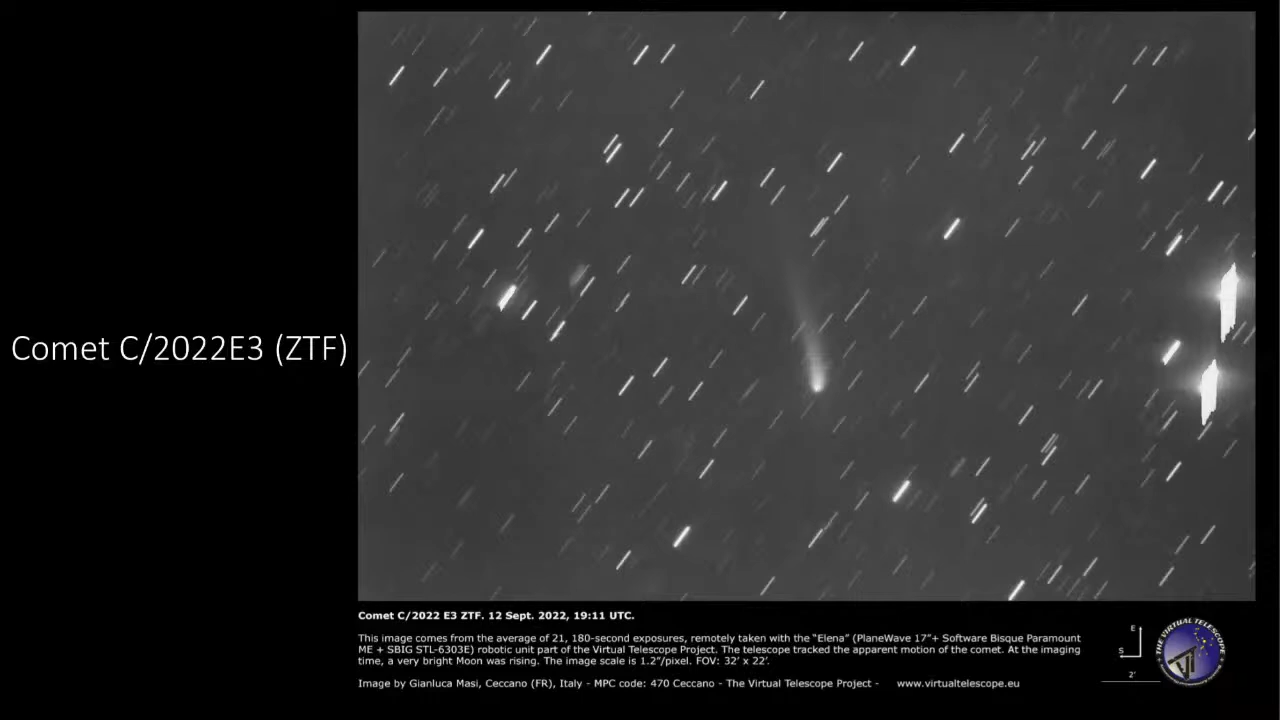 Comet C/2022E3 (ZTF)
Comet C/2022 E3 ZTF. 12 Sept. 2022, 19:11 UTC.
This image comes from the average of 21, 180-second exposures, remotely taken with the "Elena" (PlaneWave 17"+ Software Bisque Paramount
ME + SBIG STL-6303E) robotic unit part of the Virtual Telescope Project. The telescope tracked the apparent motion of the comet. At the imaging
time, a very bright Moon was rising. The image scale is 1.2"/pixel. FOV: 32' x 22'.
Image by Gianluca Masi, Ceccano (FR), Italy - MPC code: 470 Ceccano - The Virtual Telescope Project - www.virtualtelescope.eu
E
S
2'
THE VIRTUAL TELESCOPE
VT